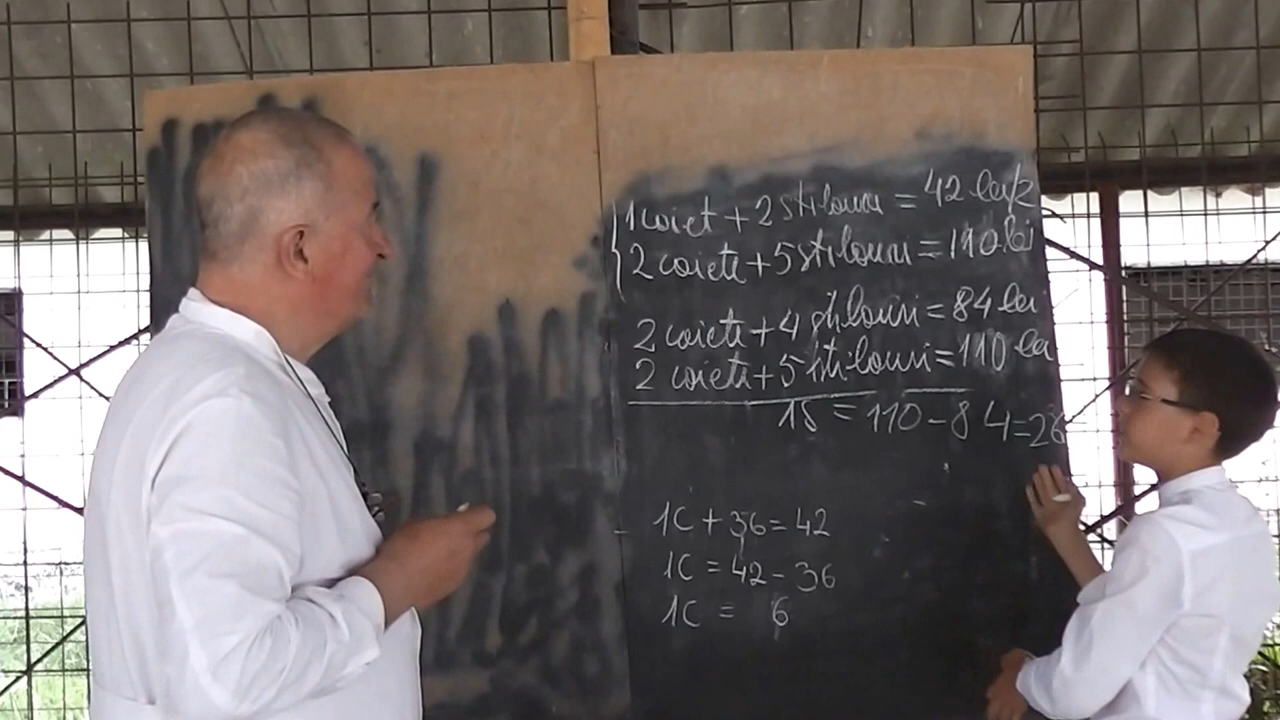 1 caiet + 2 stilouri = 42 lei /×2
2 caiete + 5 stilouri = 110 lei
2 caiete + 4 stilouri = 84 lei
2 caiete + 5 stilouri = 110 lei
1S = 110 - 84 = 26
1C + 36 = 42
1C = 42 - 36
1C = 6